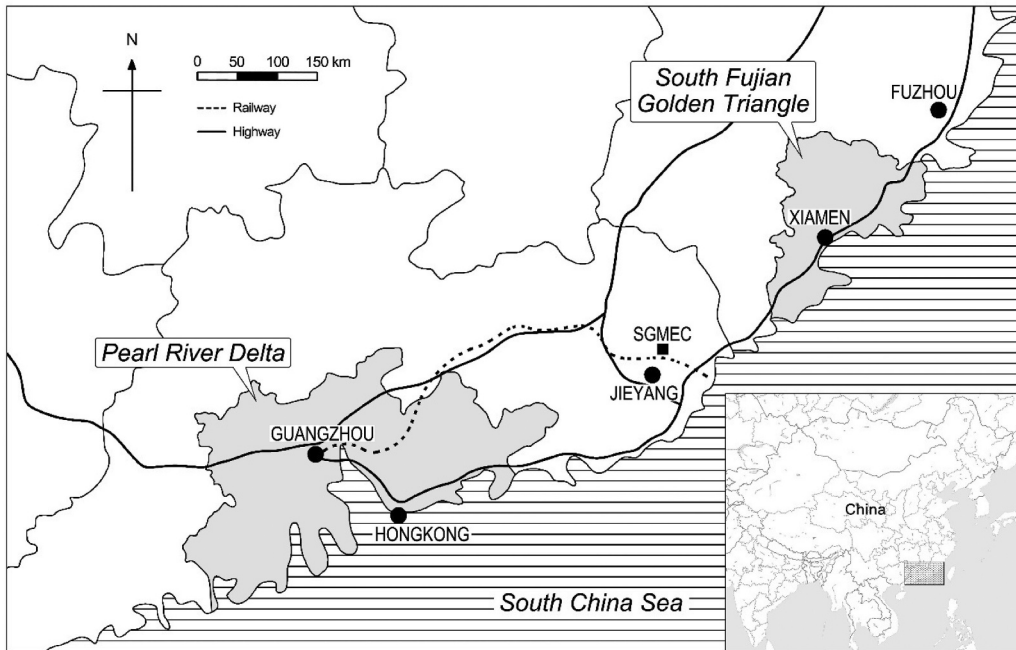 N
0 50 100 150 km
Railway
Highway
South Fujian
Golden Triangle
FUZHOU
XIAMEN
SGMEC
JIEYANG
Pearl River Delta
GUANGZHOU
HONGKONG
South China Sea
China